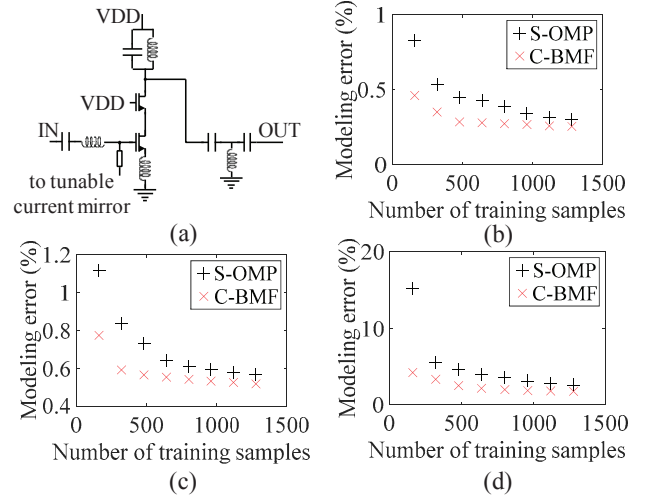 VDD
VDD
IN
OUT
to tunable
current mirror
(a)
Modeling error (%)
1
0.5
0
S-OMP
C-BMF
0 500 1000 1500
Number of training samples
(b)
Modeling error (%)
1.2
1
0.8
0.6
0.4
S-OMP
C-BMF
0 500 1000 1500
Number of training samples
(c)
Modeling error (%)
20
10
0
S-OMP
C-BMF
0 500 1000 1500
Number of training samples
(d)